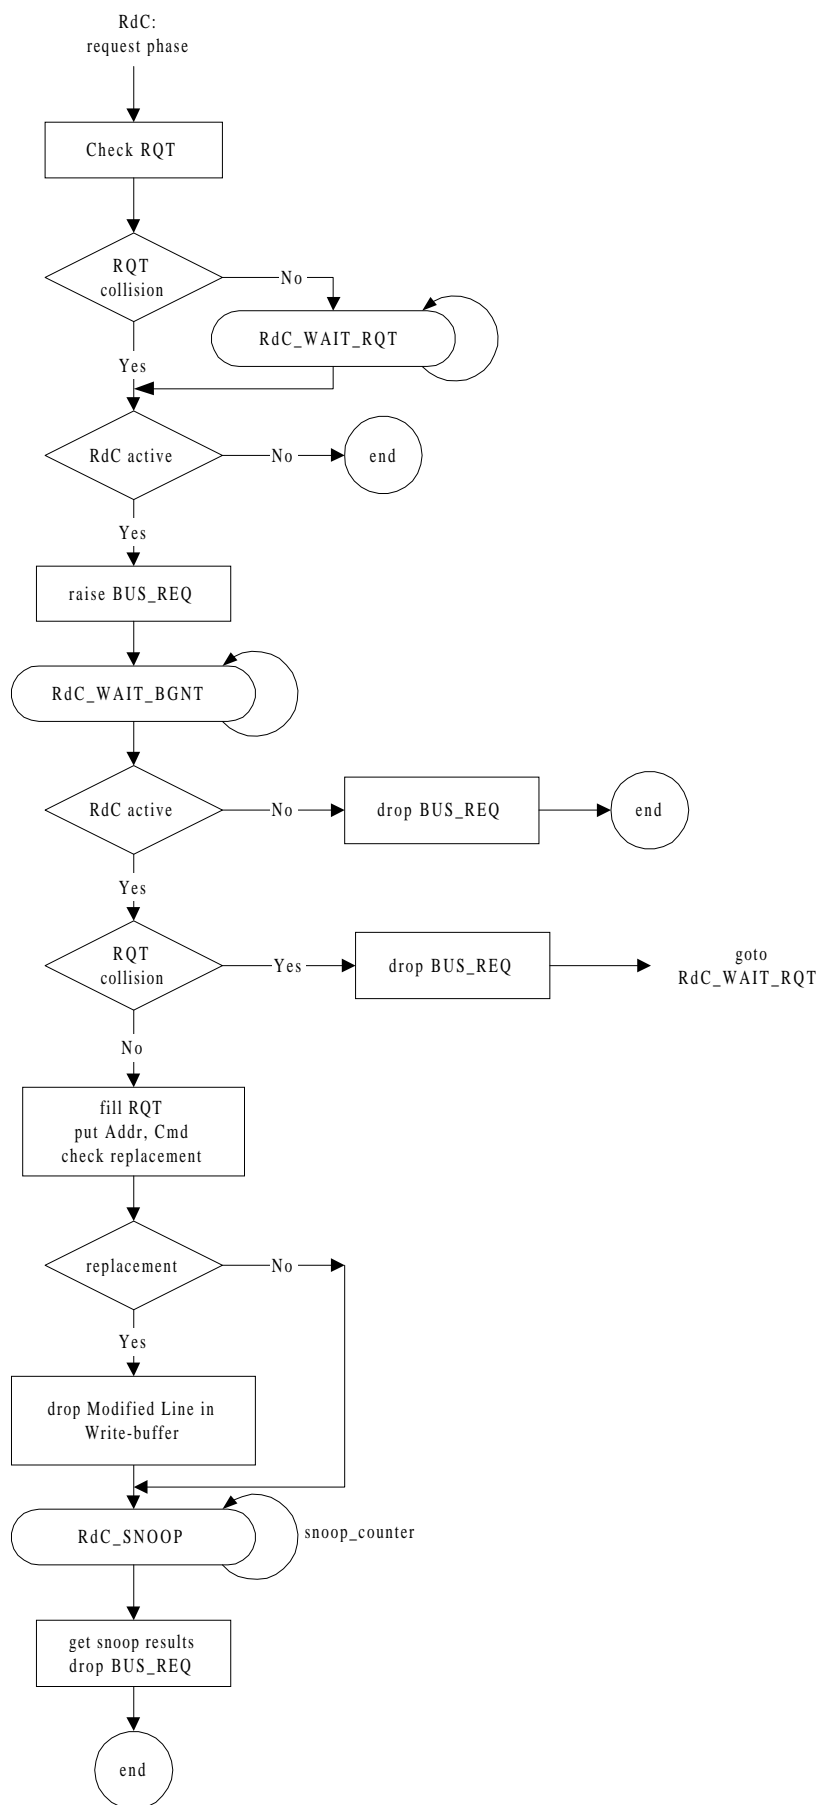 RdC:
request phase
Check RQT
RQT
collision
No
RdC_WAIT_RQT
Yes
RdC active
No
end
Yes
raise BUS_REQ
RdC_WAIT_BGNT
RdC active
No
drop BUS_REQ
end
Yes
RQT
collision
Yes
drop BUS_REQ
goto
RdC_WAIT_RQT
No
fill RQT
put Addr, Cmd
check replacement
replacement
No
Yes
drop Modified Line in
Write-buffer
RdC_SNOOP
snoop_counter
get snoop results
drop BUS_REQ
end